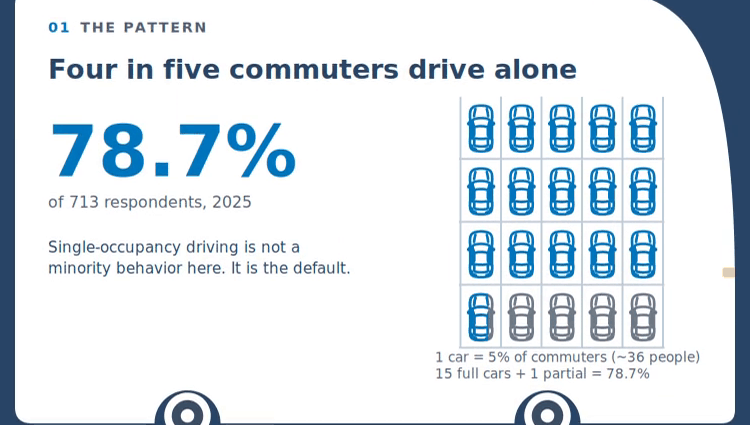 01 THE PATTERN
Four in five commuters drive alone
78.7%
of 713 respondents, 2025
Single-occupancy driving is not a
minority behavior here. It is the default.
1 car = 5% of commuters (~36 people)
15 full cars + 1 partial = 78.7%